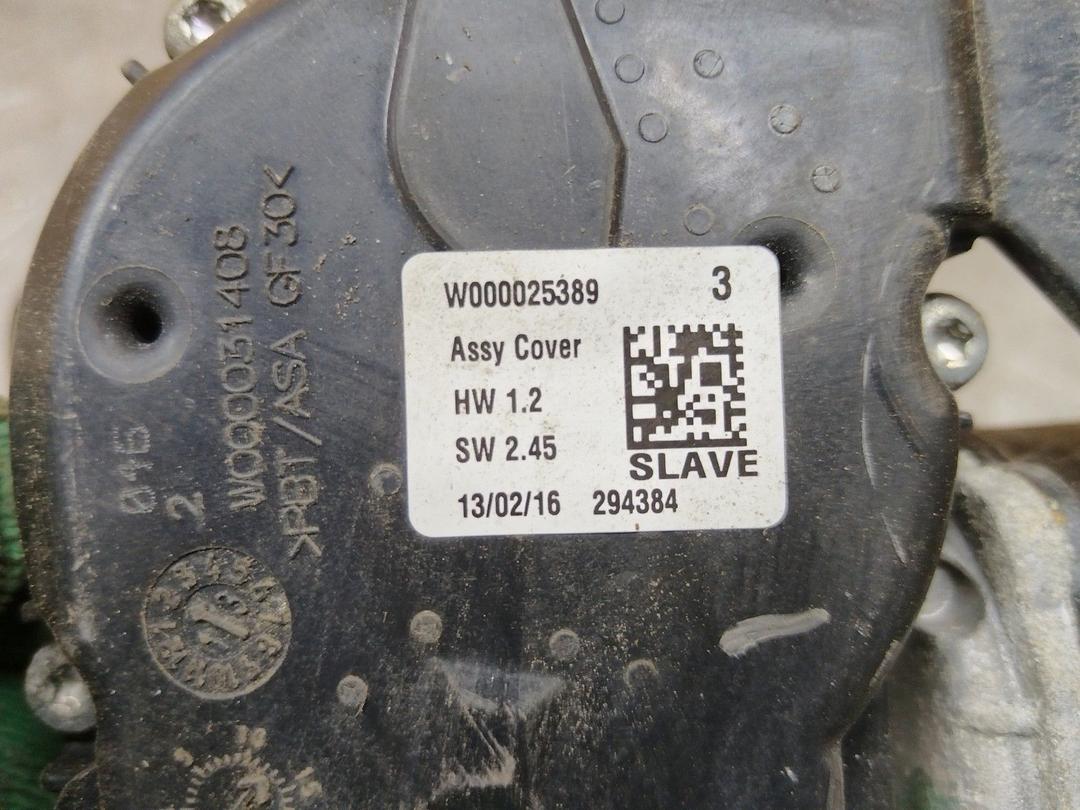 W000025389 3
Assy Cover
HW 1.2
SW 2.45
SLAVE
13/02/16 294384
W000031408
>PBT/ASA GF30<
2